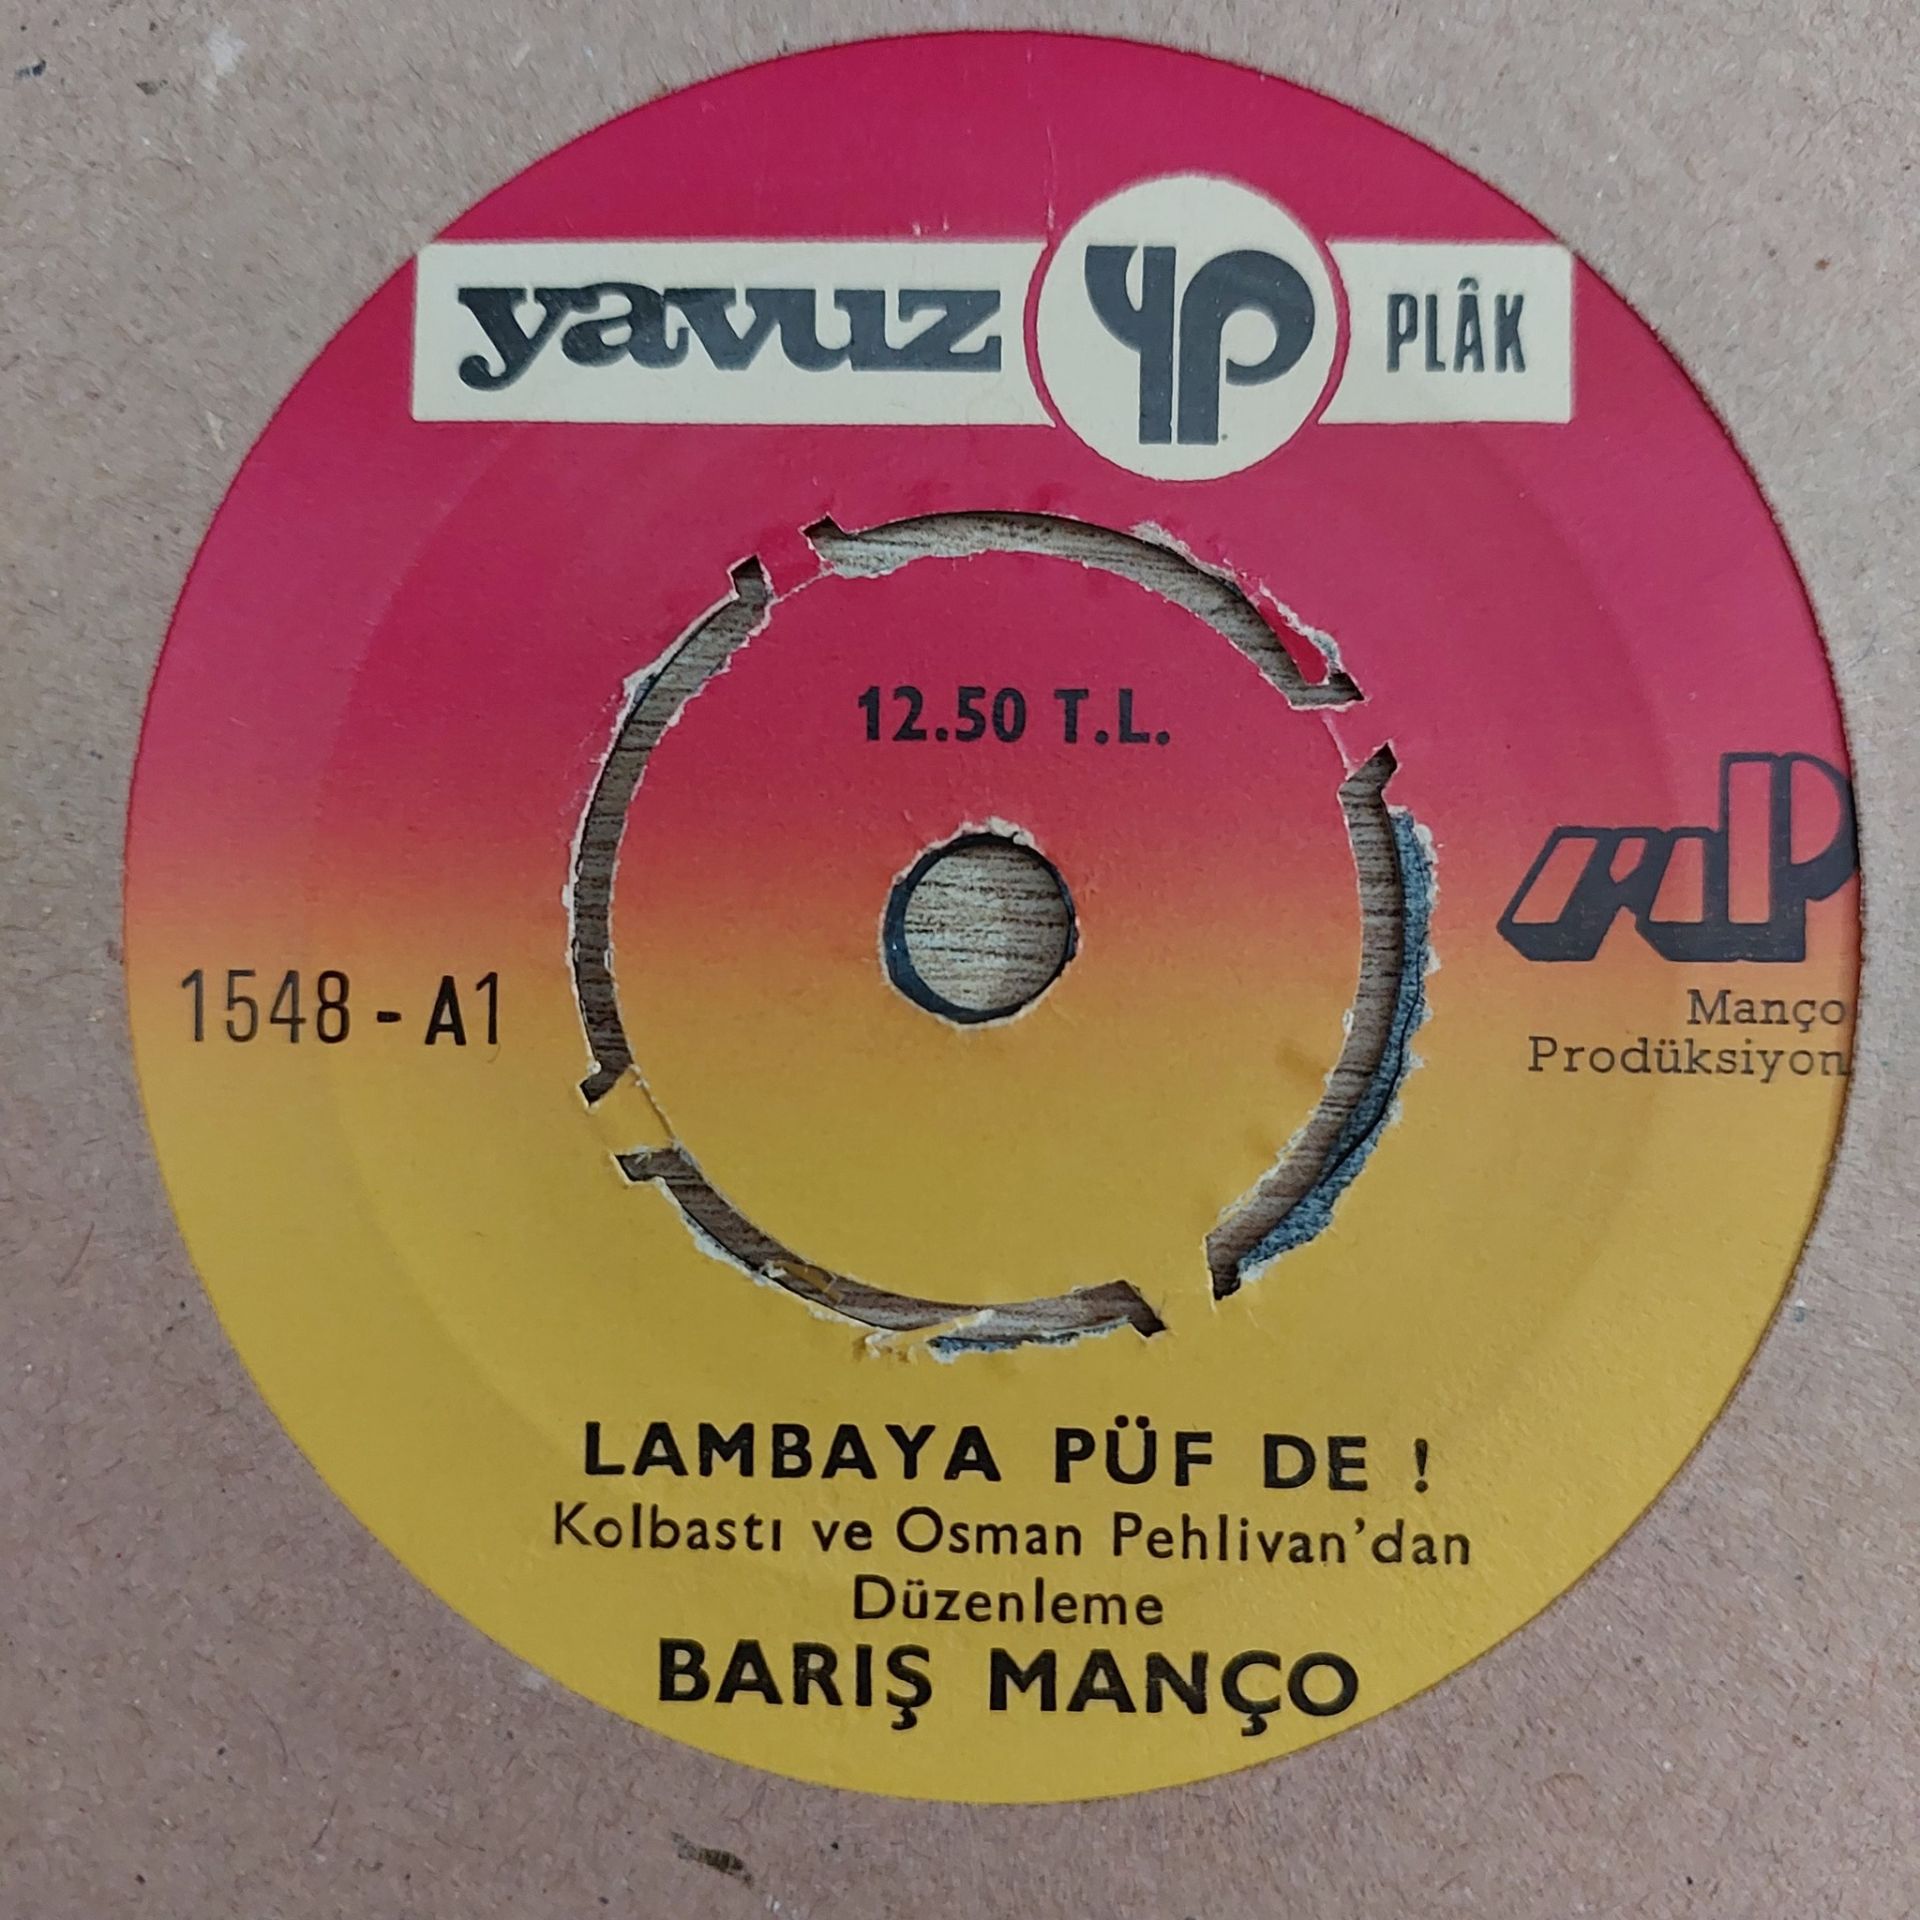 yavuz yp PLÂK
12.50 T.L.
mP
Manço
Prodüksiyon
1548 - A1
LAMBAYA PÜF DE !
Kolbastı ve Osman Pehlivan'dan
Düzenleme
BARIŞ MANÇO